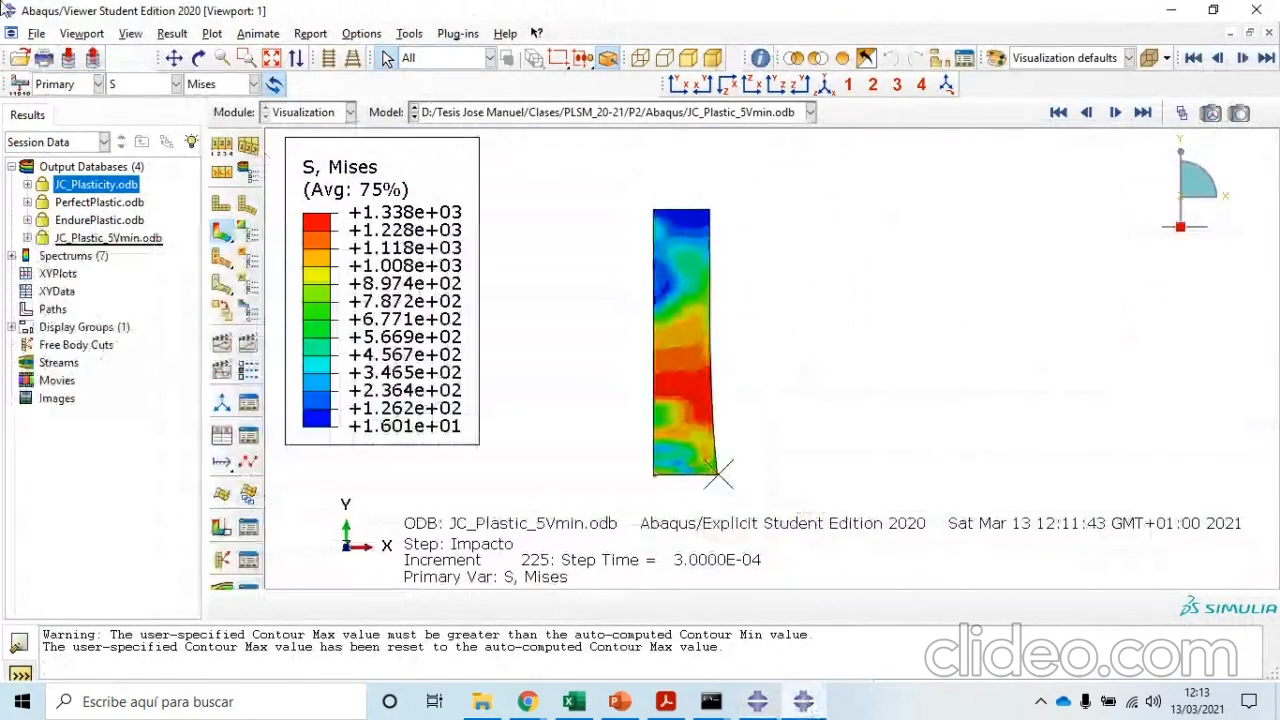 Abaqus/Viewer Student Edition 2020 [Viewport: 1]
File Viewport View Result Plot Animate Report Options Tools Plug-ins Help
All
Visualization defaults
Primary S Mises
1 2 3 4
Results
Module: Visualization Model: D:/Tesis Jose Manuel/Clases/PLSM_20-21/P2/Abaqus/JC_Plastic_5Vmin.odb
Session Data
Output Databases (4)
JC_Plasticity.odb
PerfectPlastic.odb
EndurePlastic.odb
JC_Plastic_5Vmin.odb
Spectrums (7)
XYPlots
XYData
Paths
Display Groups (1)
Free Body Cuts
Streams
Movies
Images
S, Mises
(Avg: 75%)
+1.338e+03
+1.228e+03
+1.118e+03
+1.008e+03
+8.974e+02
+7.872e+02
+6.771e+02
+5.669e+02
+4.567e+02
+3.465e+02
+2.364e+02
+1.262e+02
+1.601e+01
Y
X
Y
X
Z
ODB: JC_Plastic_5Vmin.odb Abaqus/Explicit Student Edition 2020 Sat Mar 13 12:11:43 GMT+01:00 2021
Step: Impacto
Increment 225: Step Time = 3.0000E-04
Primary Var: S, Mises
SIMULIA
Warning: The user-specified Contour Max value must be greater than the auto-computed Contour Min value.
The user-specified Contour Max value has been reset to the auto-computed Contour Max value.
clideo.com
>>>
Escribe aquí para buscar
12:13
13/03/2021